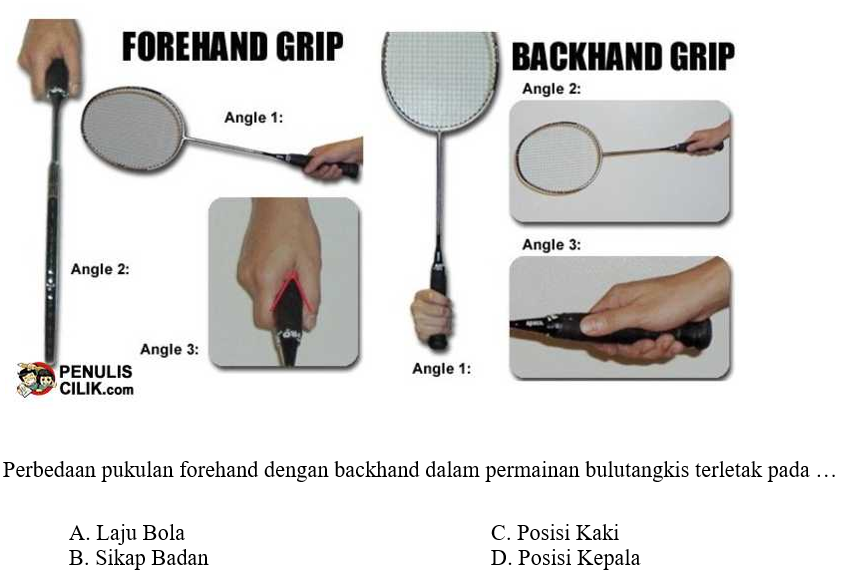 FOREHAND GRIP
Angle 1:
Angle 2:
Angle 3:
PENULIS
CILIK.com
BACKHAND GRIP
Angle 2:
Angle 3:
Angle 1:
Perbedaan pukulan forehand dengan backhand dalam permainan bulutangkis terletak pada …
A. Laju Bola
B. Sikap Badan
C. Posisi Kaki
D. Posisi Kepala